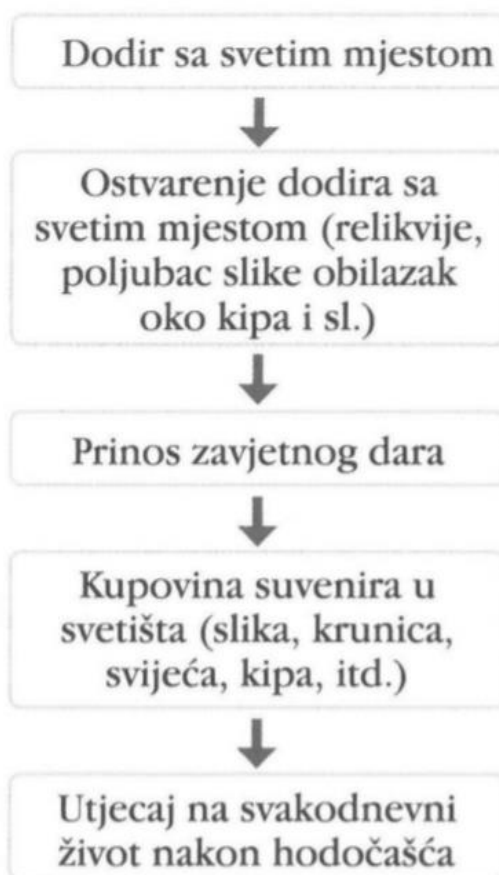 Dodir sa svetim mjestom
Ostvarenje dodira sa
svetim mjestom (relikvije,
poljubac slike obilazak
oko kipa i sl.)
Prinos zavjetnog dara
Kupovina suvenira u
svetišta (slika, krunica,
svijeća, kipa, itd.)
Utjecaj na svakodnevni
život nakon hodočašća